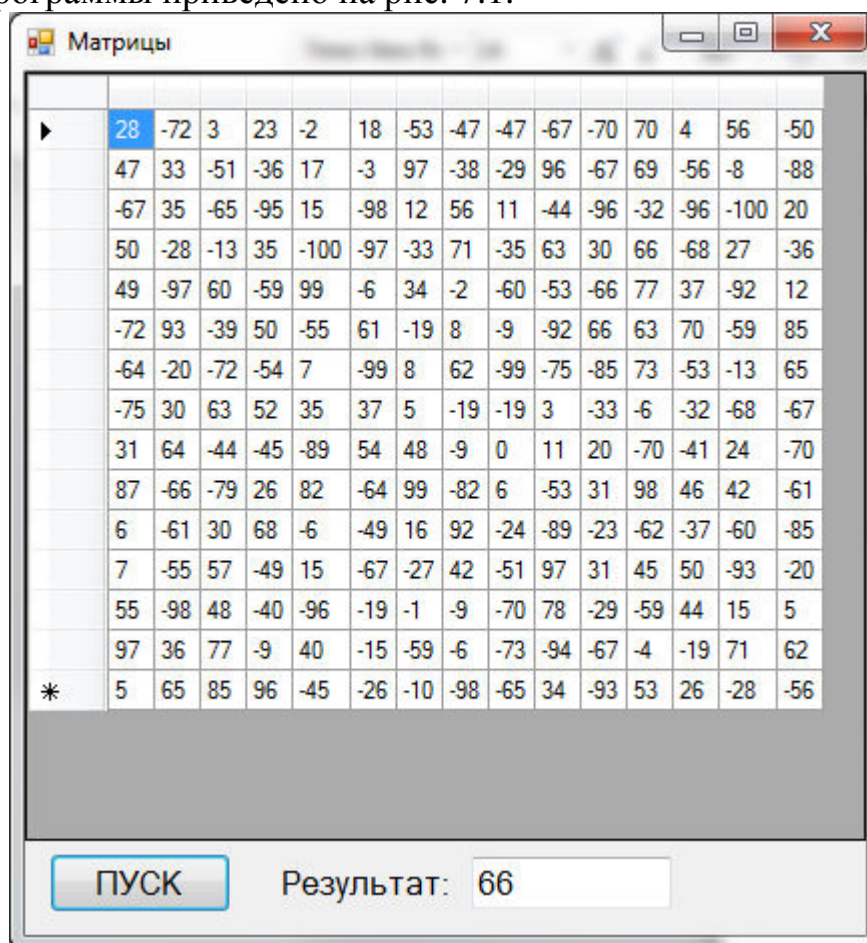 программы приведено на рис. 7.1.
Матрицы
28 -72 3 23 -2 18 -53 -47 -47 -67 -70 70 4 56 -50
47 33 -51 -36 17 -3 97 -38 -29 96 -67 69 -56 -8 -88
-67 35 -65 -95 15 -98 12 56 11 -44 -96 -32 -96 -100 20
50 -28 -13 35 -100 -97 -33 71 -35 63 30 66 -68 27 -36
49 -97 60 -59 99 -6 34 -2 -60 -53 -66 77 37 -92 12
-72 93 -39 50 -55 61 -19 8 -9 -92 66 63 70 -59 85
-64 -20 -72 -54 7 -99 8 62 -99 -75 -85 73 -53 -13 65
-75 30 63 52 35 37 5 -19 -19 3 -33 -6 -32 -68 -67
31 64 -44 -45 -89 54 48 -9 0 11 20 -70 -41 24 -70
87 -66 -79 26 82 -64 99 -82 6 -53 31 98 46 42 -61
6 -61 30 68 -6 -49 16 92 -24 -89 -23 -62 -37 -60 -85
7 -55 57 -49 15 -67 -27 42 -51 97 31 45 50 -93 -20
55 -98 48 -40 -96 -19 -1 -9 -70 78 -29 -59 44 15 5
97 36 77 -9 40 -15 -59 -6 -73 -94 -67 -4 -19 71 62
5 65 85 96 -45 -26 -10 -98 -65 34 -93 53 26 -28 -56
ПУСК Результат: 66